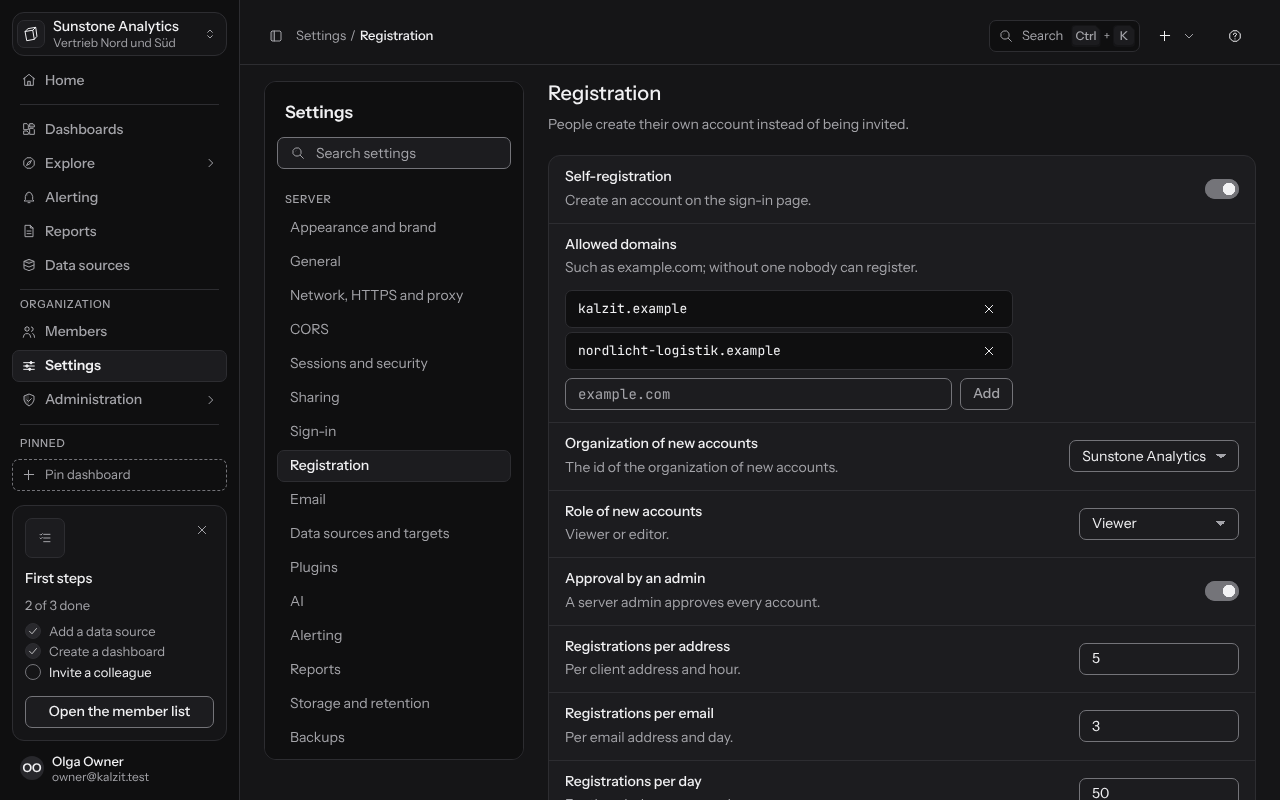 Sunstone Analytics
Vertrieb Nord und Süd
Home
Dashboards
Explore
Alerting
Reports
Data sources
ORGANIZATION
Members
Settings
Administration
PINNED
Pin dashboard
First steps
2 of 3 done
Add a data source
Create a dashboard
Invite a colleague
Open the member list
OO
Olga Owner
owner@kalzit.test
Settings / Registration
Search Ctrl + K
Settings
Search settings
SERVER
Appearance and brand
General
Network, HTTPS and proxy
CORS
Sessions and security
Sharing
Sign-in
Registration
Email
Data sources and targets
Plugins
AI
Alerting
Reports
Storage and retention
Backups
Registration
People create their own account instead of being invited.
Self-registration
Create an account on the sign-in page.
Allowed domains
Such as example.com; without one nobody can register.
kalzit.example
nordlicht-logistik.example
example.com
Add
Organization of new accounts
The id of the organization of new accounts.
Sunstone Analytics
Role of new accounts
Viewer or editor.
Viewer
Approval by an admin
A server admin approves every account.
Registrations per address
Per client address and hour.
5
Registrations per email
Per email address and day.
3
Registrations per day
50